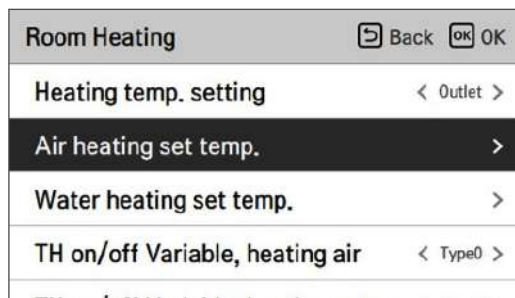 Room Heating Back OK OK
Heating temp. setting < Outlet >
Air heating set temp. >
Water heating set temp. >
TH on/off Variable, heating air < Type0 >